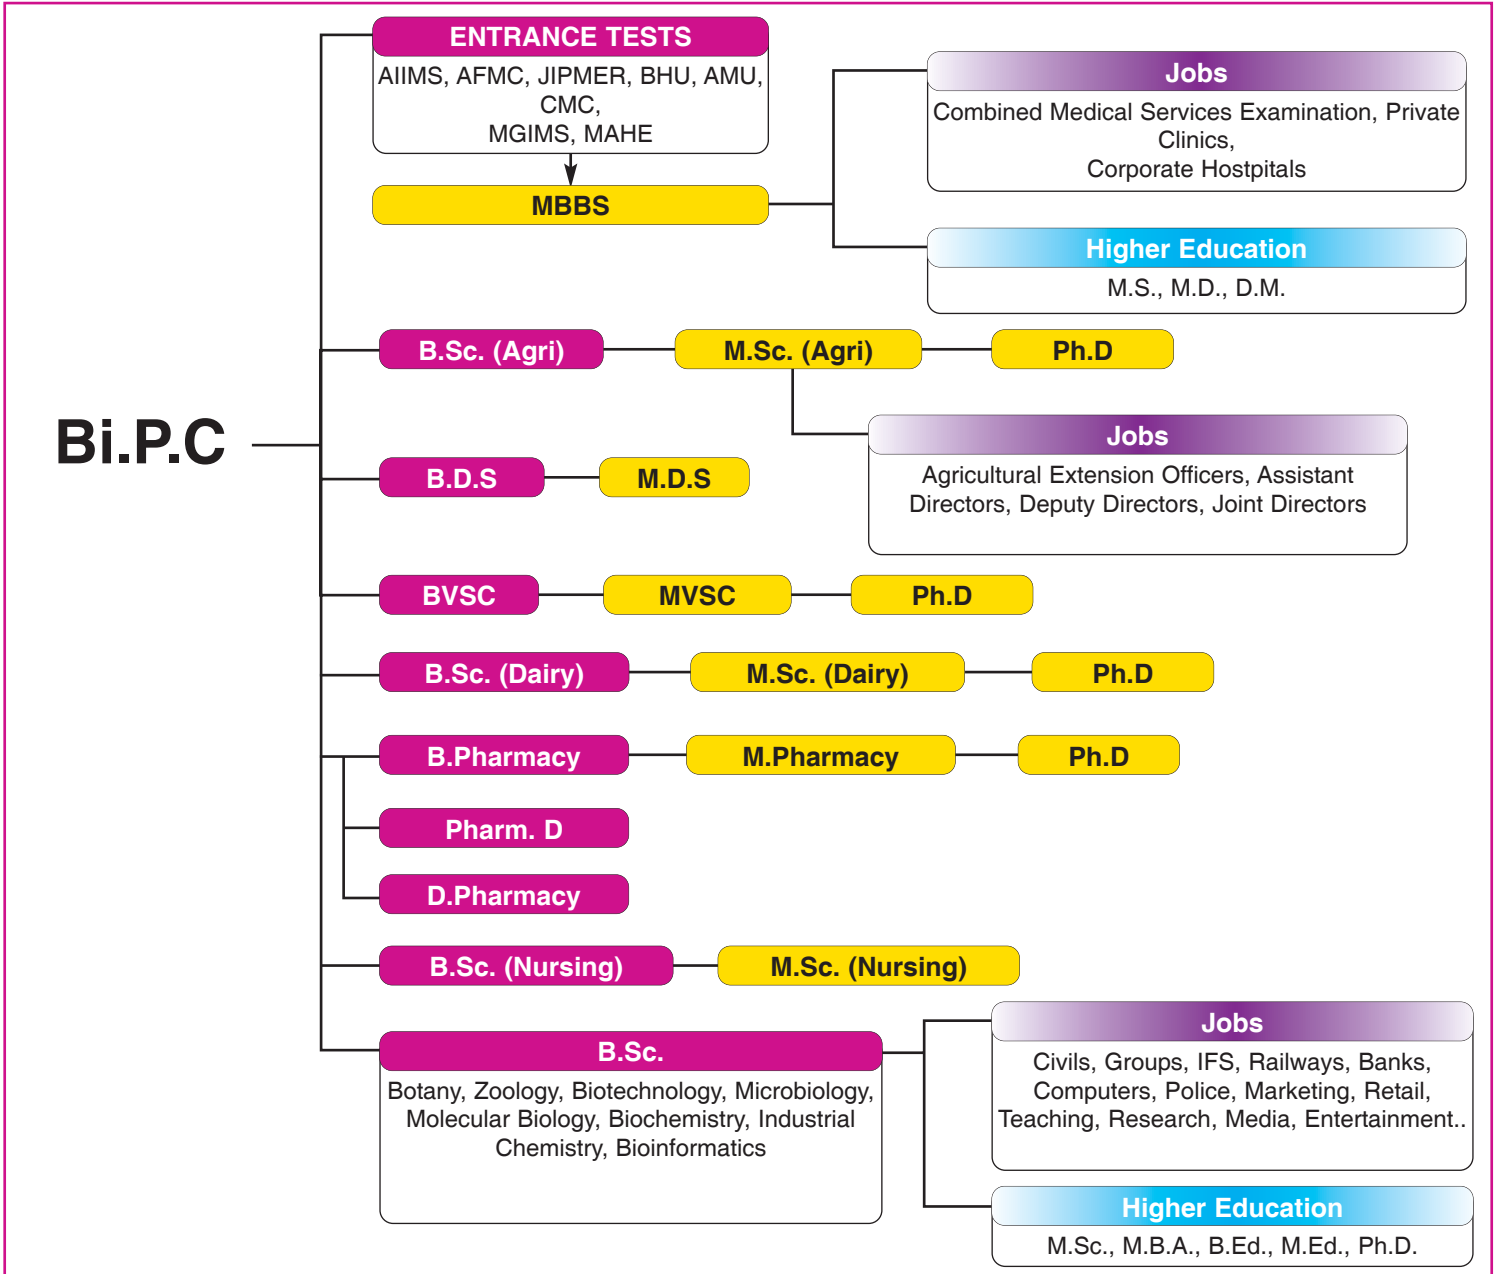 ENTRANCE TESTS
AIIMS, AFMC, JIPMER, BHU, AMU,
CMC,
MGIMS, MAHE
MBBS
Jobs
Combined Medical Services Examination, Private
Clinics,
Corporate Hostpitals
Higher Education
M.S., M.D., D.M.
Bi.P.C
B.Sc. (Agri)
M.Sc. (Agri)
Ph.D
Jobs
Agricultural Extension Officers, Assistant
Directors, Deputy Directors, Joint Directors
B.D.S
M.D.S
BVSC
MVSC
Ph.D
B.Sc. (Dairy)
M.Sc. (Dairy)
Ph.D
B.Pharmacy
M.Pharmacy
Ph.D
Pharm. D
D.Pharmacy
B.Sc. (Nursing)
M.Sc. (Nursing)
B.Sc.
Botany, Zoology, Biotechnology, Microbiology,
Molecular Biology, Biochemistry, Industrial
Chemistry, Bioinformatics
Jobs
Civils, Groups, IFS, Railways, Banks,
Computers, Police, Marketing, Retail,
Teaching, Research, Media, Entertainment..
Higher Education
M.Sc., M.B.A., B.Ed., M.Ed., Ph.D.